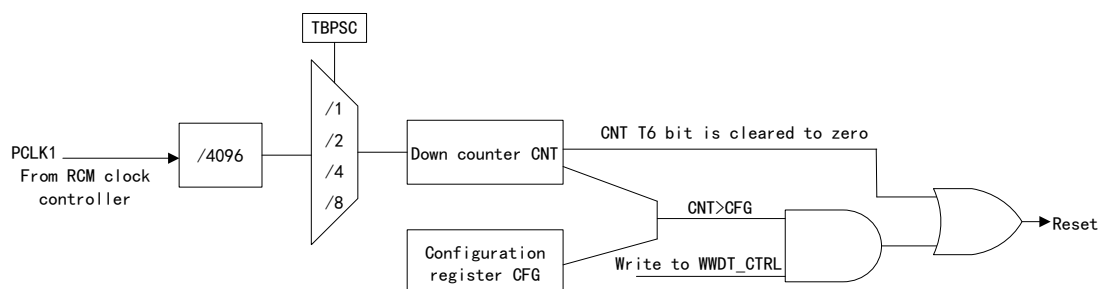 TBPSC
/1
/2
/4
/8
PCLK1
From RCM clock
controller
/4096
Down counter CNT
CNT T6 bit is cleared to zero
CNT>CFG
Configuration
register CFG
Write to WWDT_CTRL
Reset